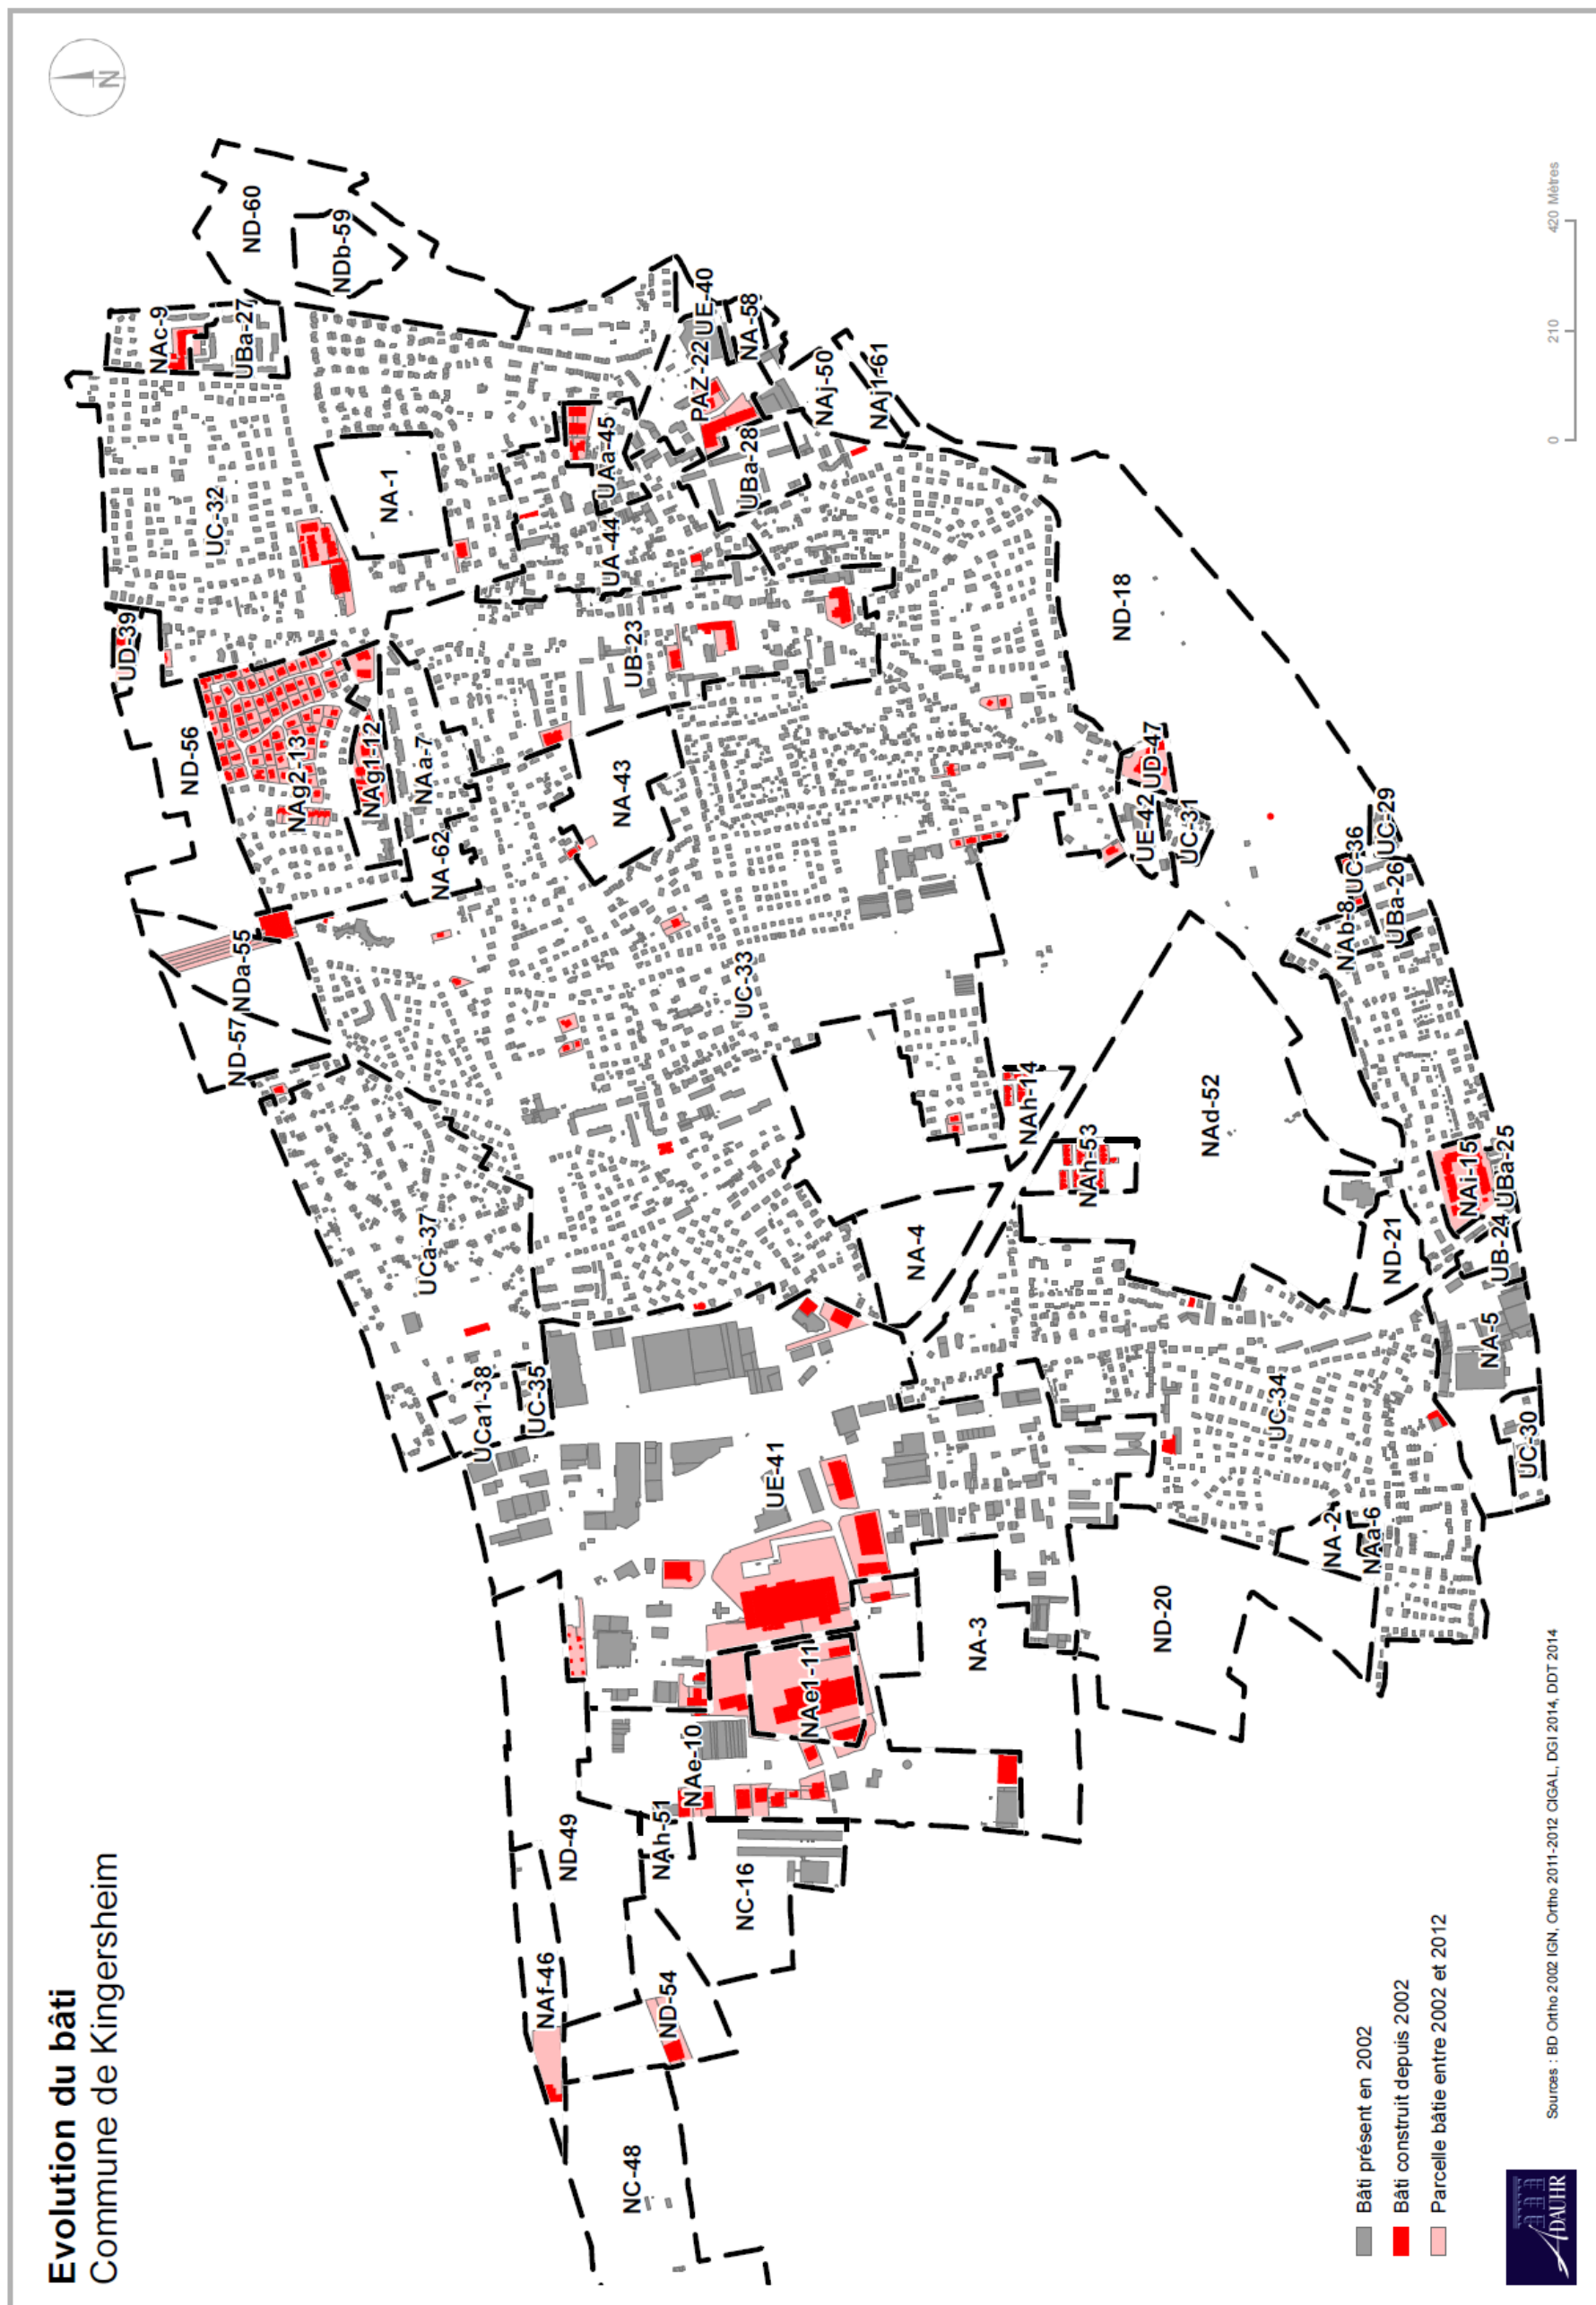 Evolution du bâti
Commune de Kingersheim
N
NC-48
NAf-46
ND-54
ND-49
NAh-51
NC-16
NAe-10
NAe1-11
NA-3
UE-41
UCa1-38
UC-35
UCa-37
ND-57
NDa-55
ND-56
UD-39
NAg2-13
NAg1-12
NAa-7
NA-62
NA-43
UC-33
UC-32
NA-1
NAc-9
UBa-27
ND-60
NDb-59
UB-23
UA-44
UAa-45
PAZ-22
UE-40
NA-58
UBa-28
NAj-50
NAj1-61
ND-18
UD-47
UE-42
UC-31
UC-29
UC-36
UBa-26
NAb-8
NAh-14
NAh-53
NAd-52
NA-4
ND-21
NAi-15
UBa-25
UB-24
NA-5
UC-30
UC-34
NA-2
NAa-6
ND-20
Bâti présent en 2002
Bâti construit depuis 2002
Parcelle bâtie entre 2002 et 2012
ADAUHR
Sources : BD Ortho 2002 IGN, Ortho 2011-2012 CIGAL, DGI 2014, DDT 2014
0 210 420 Mètres